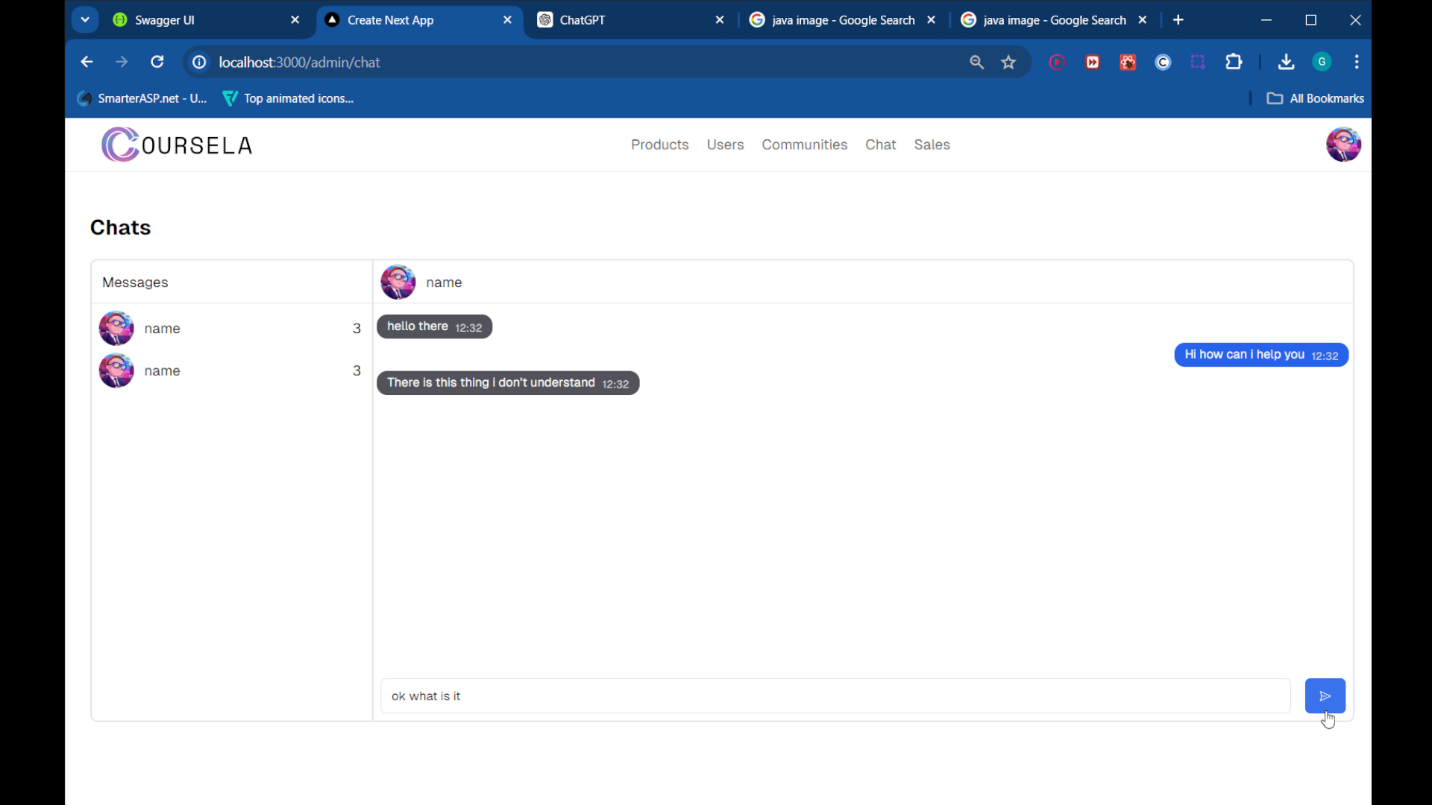 Swagger UI
Create Next App
ChatGPT
java image - Google Search
java image - Google Search
localhost:3000/admin/chat
G
SmarterASP.net - U...
Top animated icons...
All Bookmarks
COURSELA
Products
Users
Communities
Chat
Sales
Chats
Messages
name
3
name
3
name
hello there 12:32
Hi how can i help you 12:32
There is this thing i don't understand 12:32
ok what is it